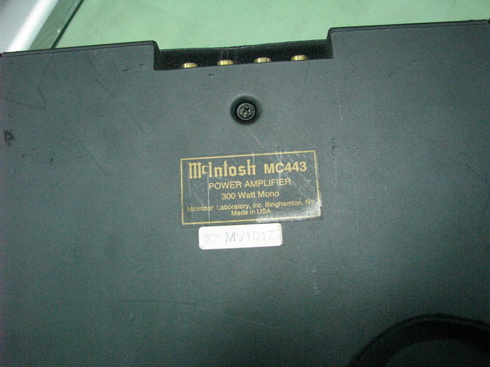 McIntosh MC443
POWER AMPLIFIER
300 Watt Mono
McIntosh Laboratory, Inc. Binghamton, NY
Made in USA
MV1017